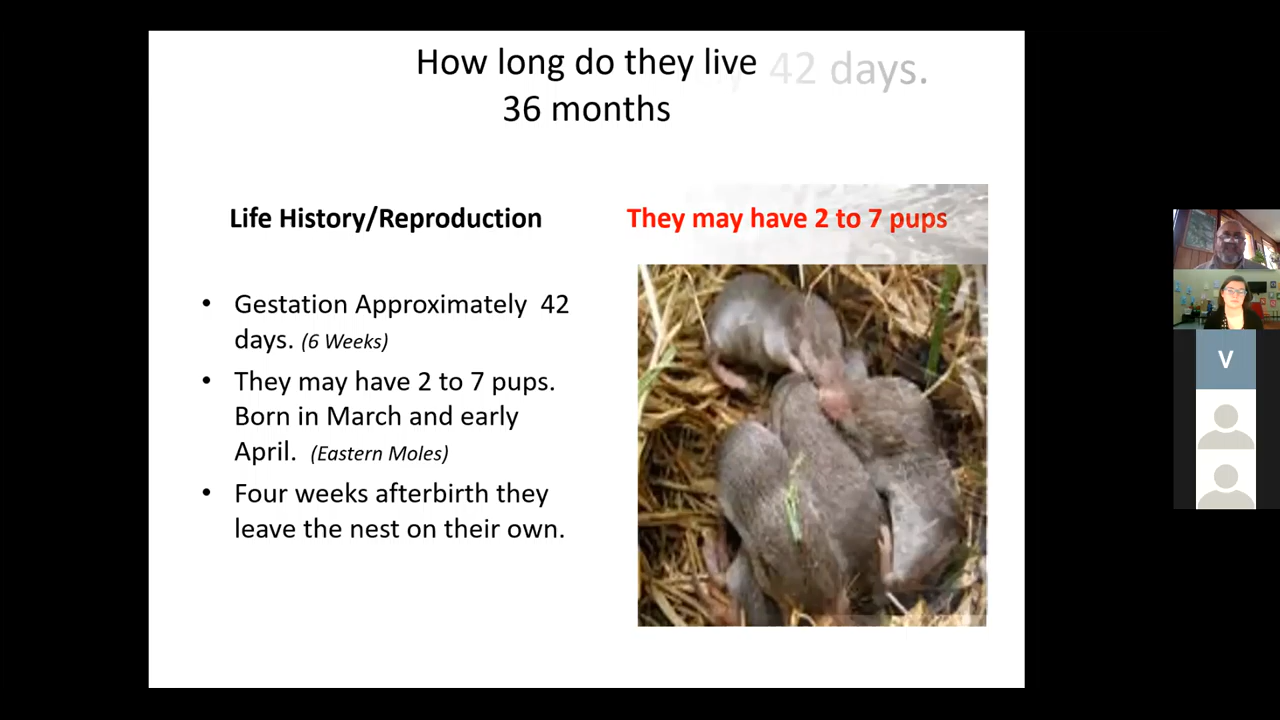 How long do they live
42 days.
36 months
Life History/Reproduction
They may have 2 to 7 pups
• Gestation Approximately 42
days. (6 Weeks)
• They may have 2 to 7 pups.
Born in March and early
April. (Eastern Moles)
• Four weeks afterbirth they
leave the nest on their own.
V